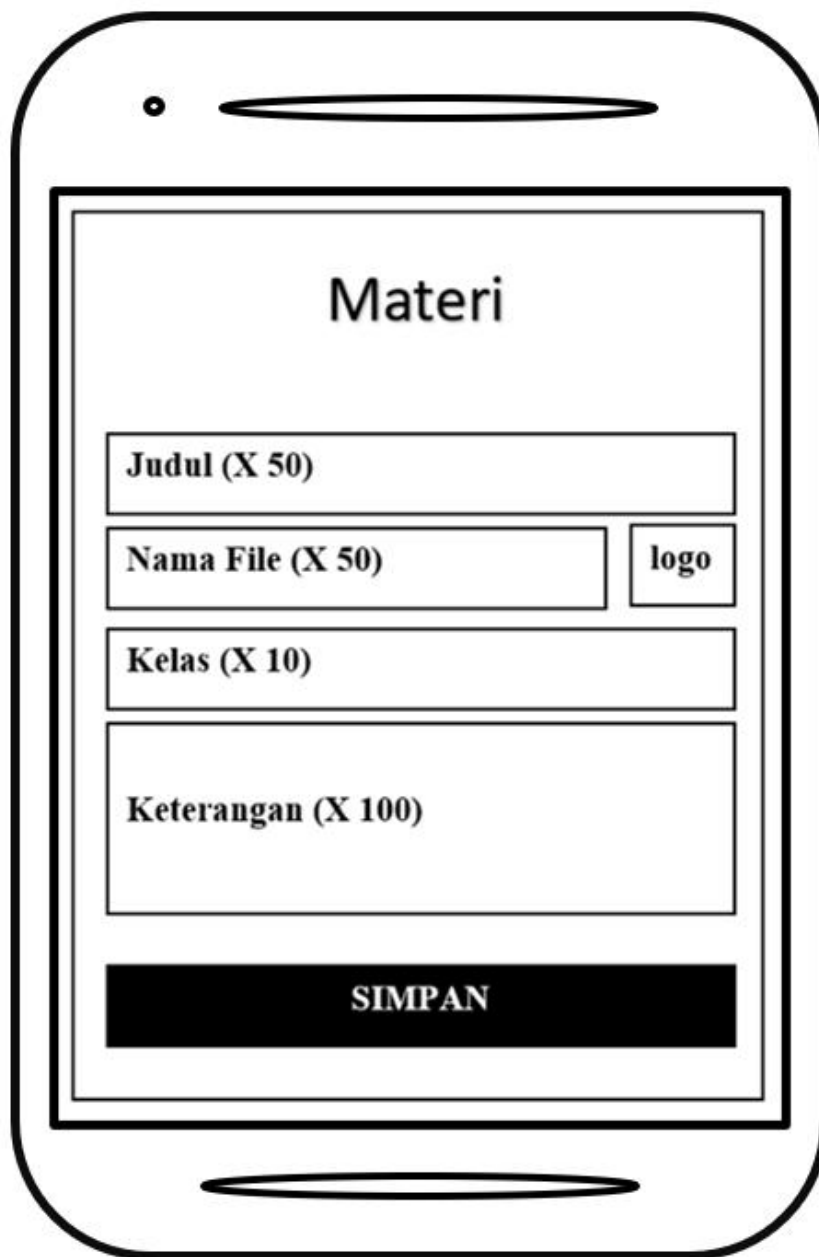 Materi
Judul (X 50)
Nama File (X 50)
logo
Kelas (X 10)
Keterangan (X 100)
SIMPAN